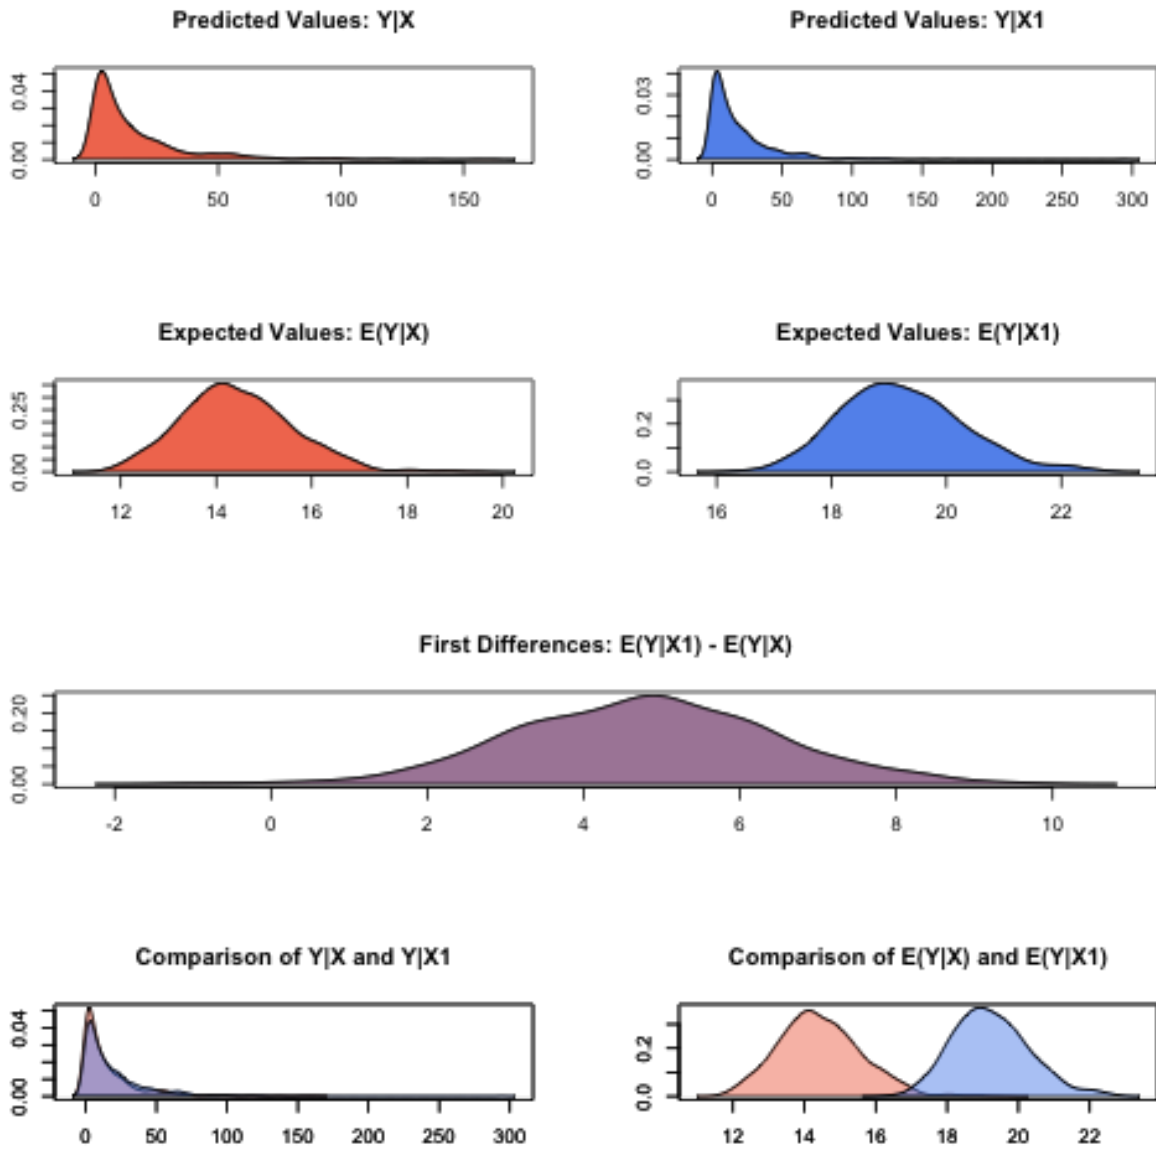 Predicted Values: Y|X
0.00 0.04
0 50 100 150
Predicted Values: Y|X1
0.00 0.03
0 50 100 150 200 250 300
Expected Values: E(Y|X)
0.00 0.25
12 14 16 18 20
Expected Values: E(Y|X1)
0.0 0.2
16 18 20 22
First Differences: E(Y|X1) - E(Y|X)
0.00 0.20
-2 0 2 4 6 8 10
Comparison of Y|X and Y|X1
0.00 0.04
0 50 100 150 200 250 300
Comparison of E(Y|X) and E(Y|X1)
0.0 0.2
12 14 16 18 20 22